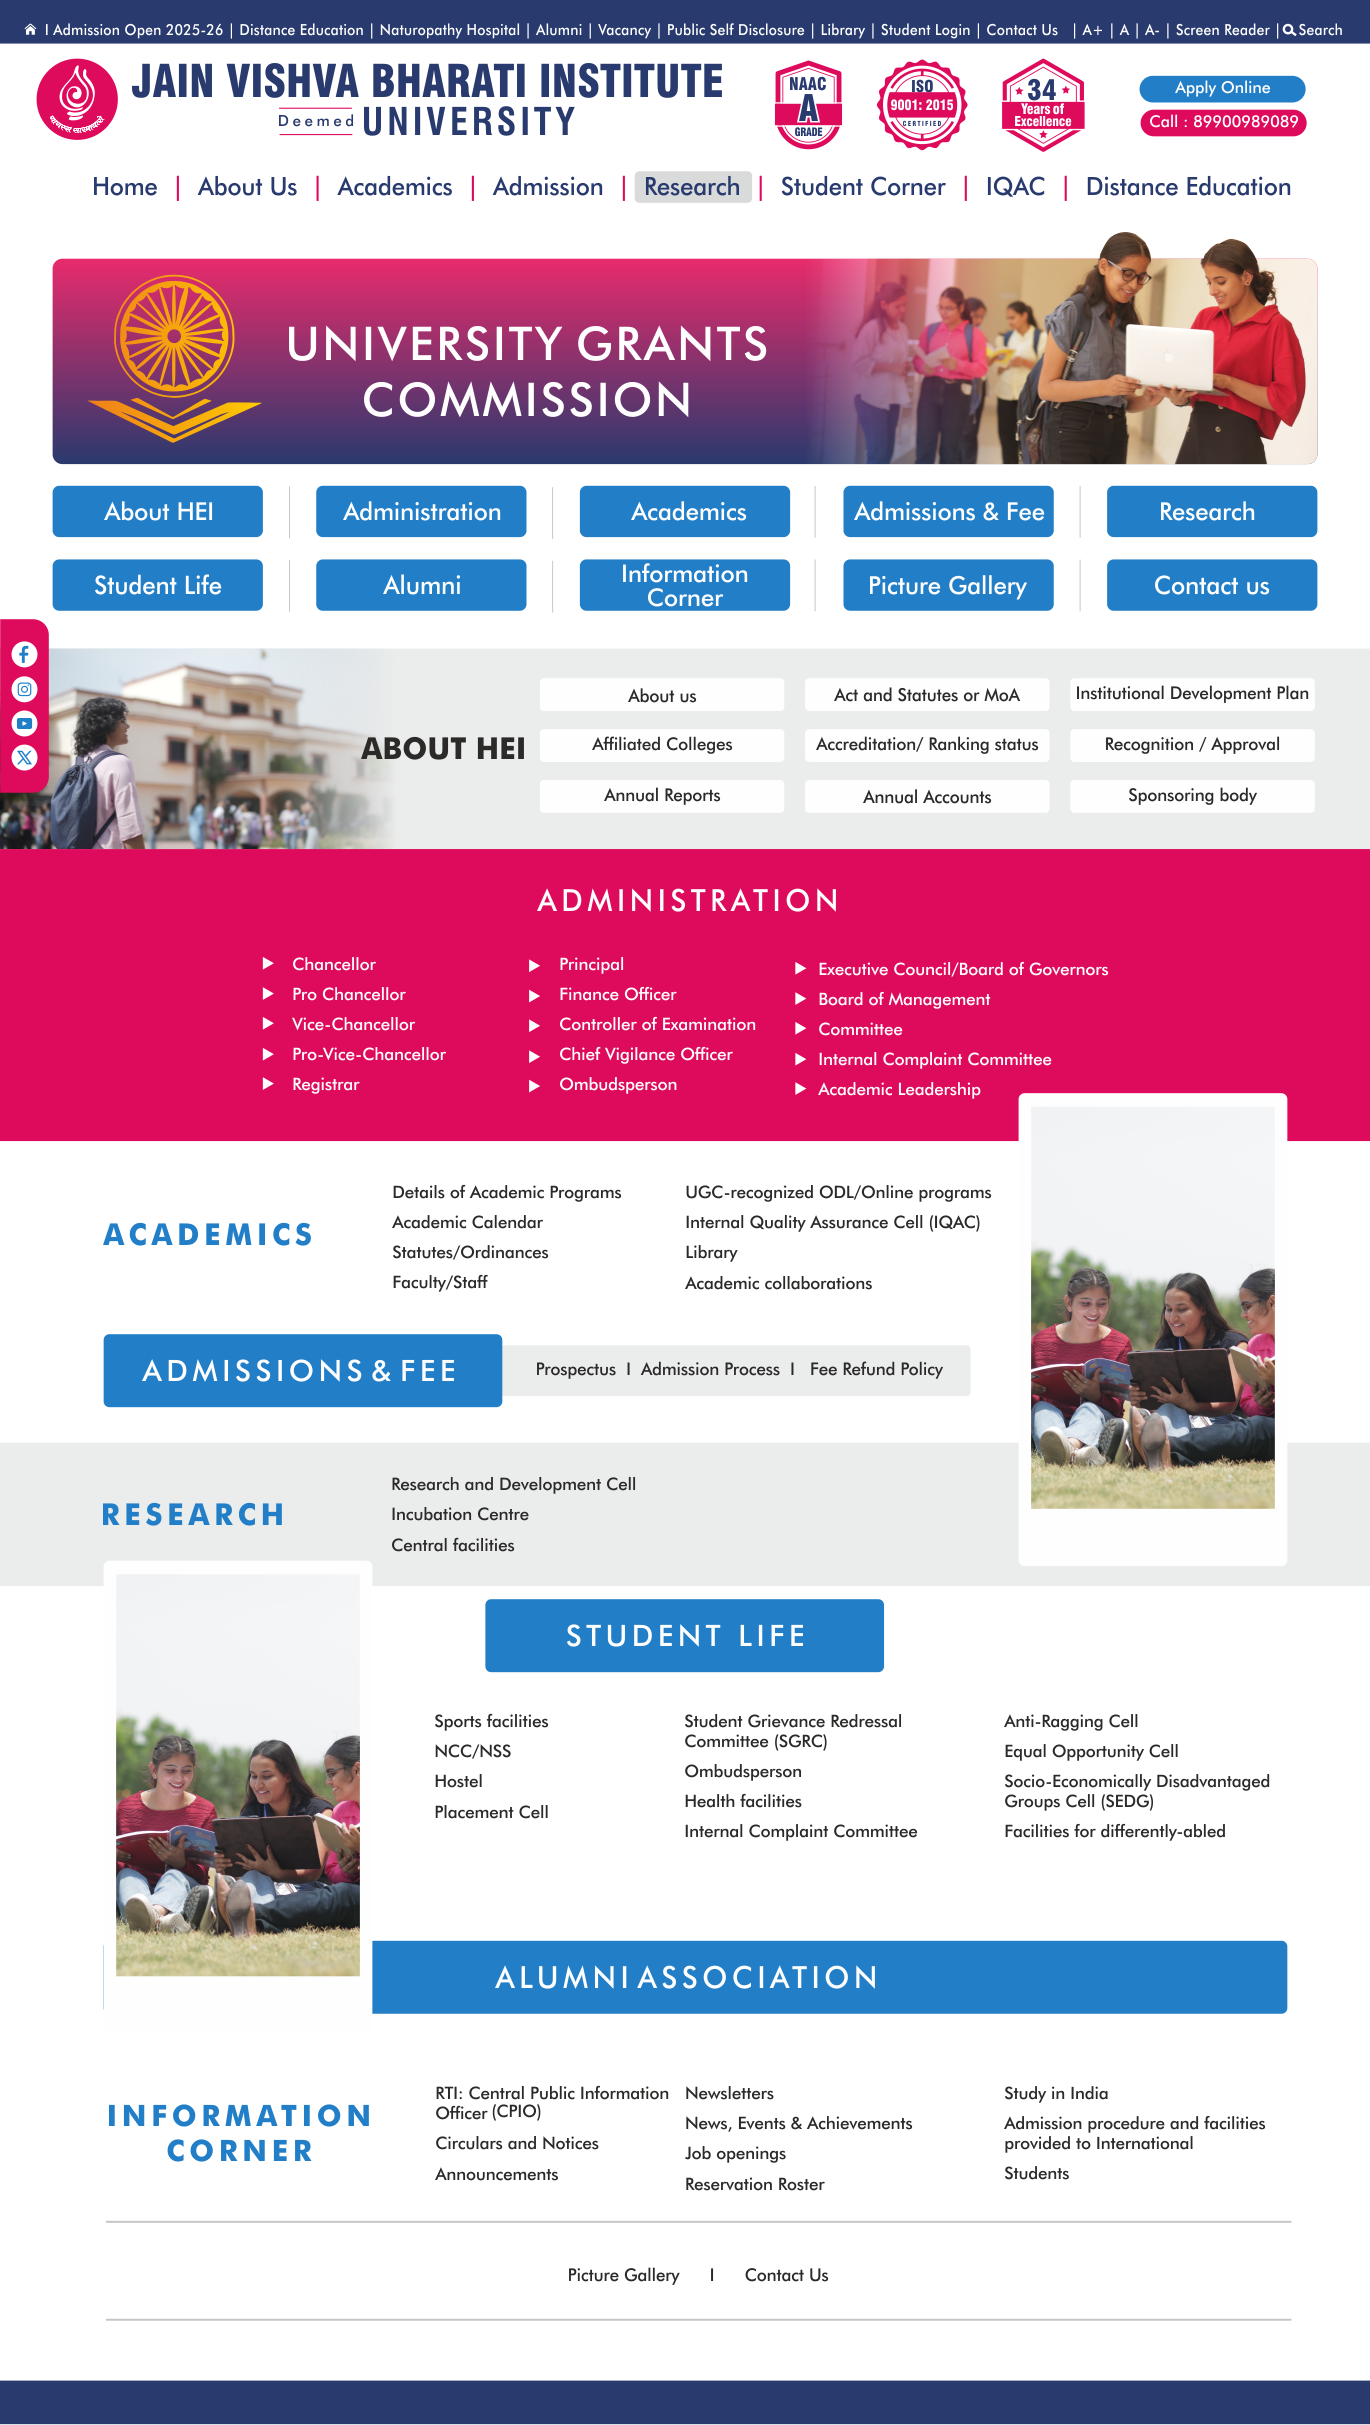 I Admission Open 2025-26 | Distance Education | Naturopathy Hospital | Alumni | Vacancy | Public Self Disclosure | Library | Student Login | Contact Us | A+ | A | A- | Screen Reader | Search
JAIN VISHVA BHARATI INSTITUTE
Deemed UNIVERSITY
NAAC
A
GRADE
ISO
9001: 2015
CERTIFIED
34
Years of
Excellence
Apply Online
Call : 89900989089
Home | About Us | Academics | Admission | Research | Student Corner | IQAC | Distance Education
UNIVERSITY GRANTS
COMMISSION
About HEI
Administration
Academics
Admissions & Fee
Research
Student Life
Alumni
Information
Corner
Picture Gallery
Contact us
ABOUT HEI
About us
Act and Statutes or MoA
Institutional Development Plan
Affiliated Colleges
Accreditation/ Ranking status
Recognition / Approval
Annual Reports
Annual Accounts
Sponsoring body
ADMINISTRATION
Chancellor
Pro Chancellor
Vice-Chancellor
Pro-Vice-Chancellor
Registrar
Principal
Finance Officer
Controller of Examination
Chief Vigilance Officer
Ombudsperson
Executive Council/Board of Governors
Board of Management
Committee
Internal Complaint Committee
Academic Leadership
ACADEMICS
Details of Academic Programs
Academic Calendar
Statutes/Ordinances
Faculty/Staff
UGC-recognized ODL/Online programs
Internal Quality Assurance Cell (IQAC)
Library
Academic collaborations
ADMISSIONS & FEE
Prospectus I Admission Process I Fee Refund Policy
RESEARCH
Research and Development Cell
Incubation Centre
Central facilities
STUDENT LIFE
Sports facilities
NCC/NSS
Hostel
Placement Cell
Student Grievance Redressal
Committee (SGRC)
Ombudsperson
Health facilities
Internal Complaint Committee
Anti-Ragging Cell
Equal Opportunity Cell
Socio-Economically Disadvantaged
Groups Cell (SEDG)
Facilities for differently-abled
ALUMNI ASSOCIATION
INFORMATION
CORNER
RTI: Central Public Information
Officer (CPIO)
Circulars and Notices
Announcements
Newsletters
News, Events & Achievements
Job openings
Reservation Roster
Study in India
Admission procedure and facilities
provided to International
Students
Picture Gallery I Contact Us